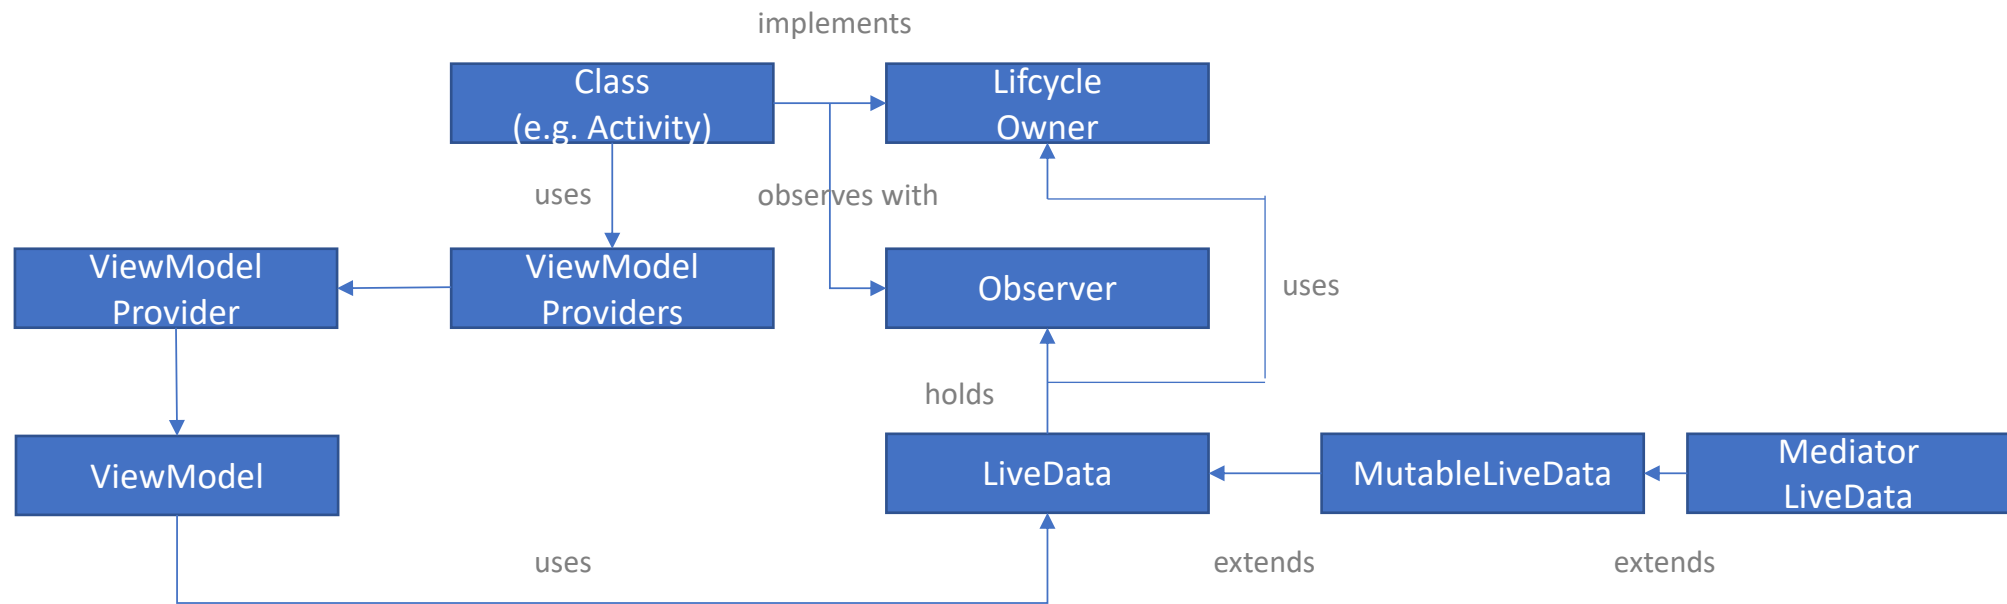 implements
Class
(e.g. Activity)
Lifcycle
Owner
uses
observes with
ViewModel
Provider
ViewModel
Providers
Observer
uses
holds
ViewModel
LiveData
MutableLiveData
Mediator
LiveData
uses
extends
extends